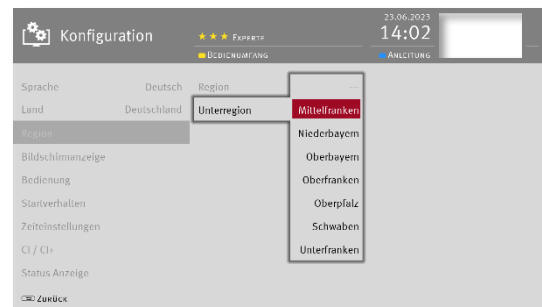 23.06.2023
Konfiguration
★ ★ ★ EXPERTE
14:02
BEDIENUMFANG
ANLEITUNG
Sprache Deutsch
Region ---
Land Deutschland
Unterregion
Mittelfranken
Region
Niederbayern
Bildschirmanzeige
Oberbayern
Bedienung
Oberfranken
Startverhalten
Oberpfalz
Zeiteinstellungen
Schwaben
CI / CI+
Unterfranken
Status Anzeige
ZURÜCK